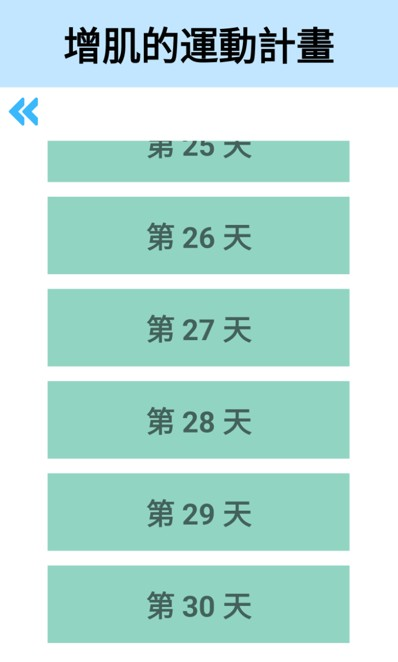 增肌的運動計畫
第 25 天
第 26 天
第 27 天
第 28 天
第 29 天
第 30 天